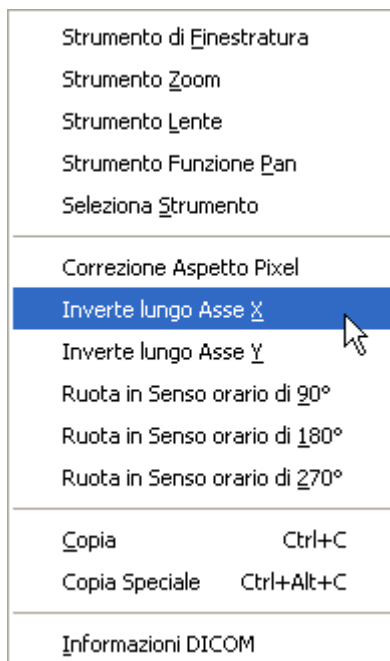 Strumento di Finestratura
Strumento Zoom
Strumento Lente
Strumento Funzione Pan
Seleziona Strumento
Correzione Aspetto Pixel
Inverte lungo Asse X
Inverte lungo Asse Y
Ruota in Senso orario di 90°
Ruota in Senso orario di 180°
Ruota in Senso orario di 270°
Copia Ctrl+C
Copia Speciale Ctrl+Alt+C
Informazioni DICOM